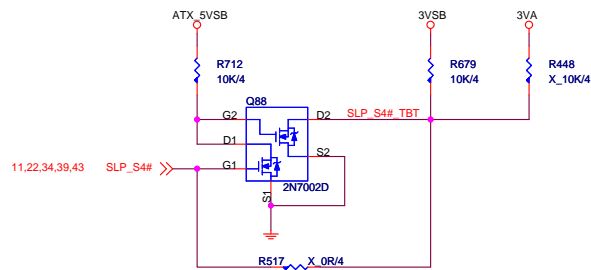 ATX_5VSB 3VSB 3VA
R712 R679 R448
10K/4 10K/4 X_10K/4
Q88
G2 D2 SLP_S4#_TBT
D1
S2
11,22,34,39,43 SLP_S4# G1
S1 2N7002D
R517 X_0R/4